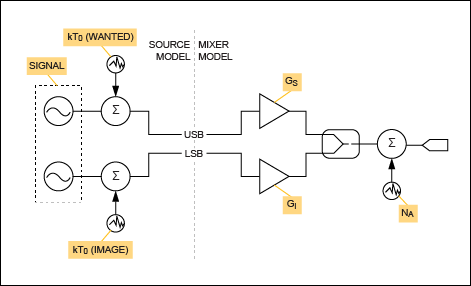 kT0 (WANTED)
SOURCE MODEL
MIXER MODEL
SIGNAL
GS
Σ
USB
Σ
NA
LSB
Σ
GI
kT0 (IMAGE)